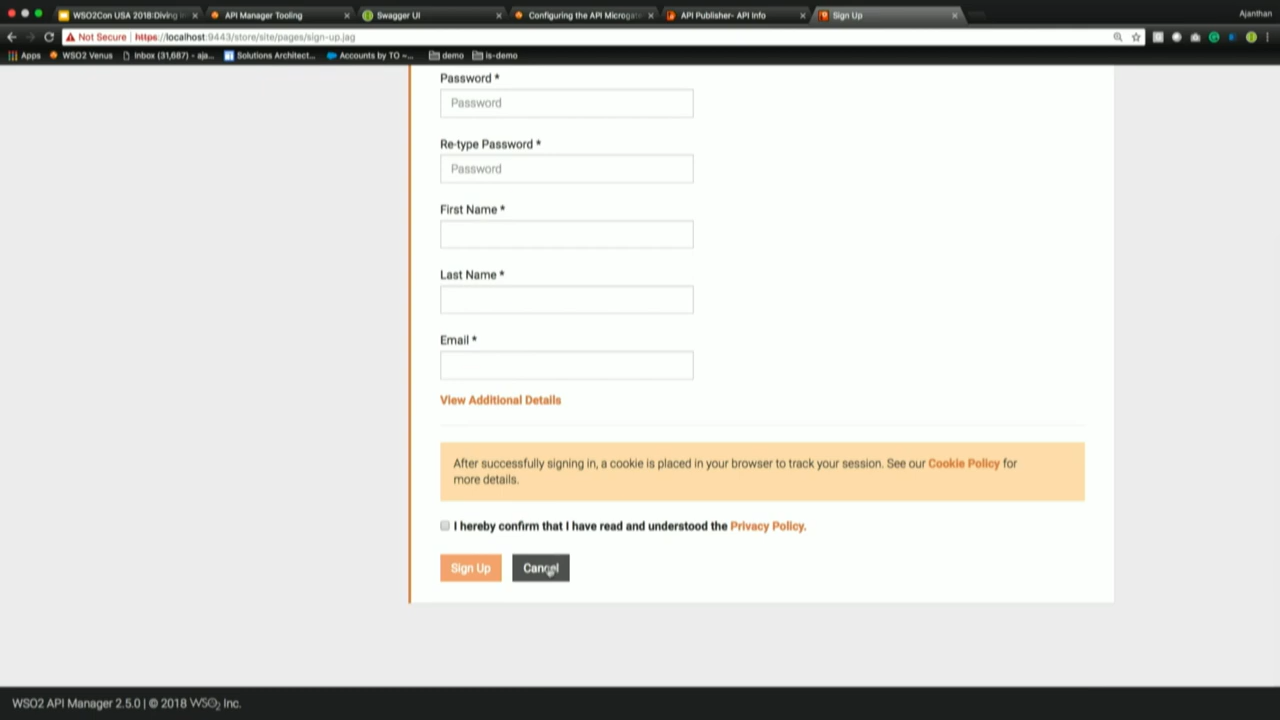 WSO2Con USA 2018:Diving
API Manager Tooling
Swagger UI
Configuring the API Microgate
API Publisher- API Info
Sign Up
Ajanthan
Not Secure | https://localhost:9443/store/site/pages/sign-up.jag
Apps
WSO2 Venus
Inbox (31,687) - aja...
Solutions Architect...
Accounts by TO –...
demo
is-demo
Password *
Password
Re-type Password *
Password
First Name *
Last Name *
Email *
View Additional Details
After successfully signing in, a cookie is placed in your browser to track your session. See our Cookie Policy for
more details.
I hereby confirm that I have read and understood the Privacy Policy.
Sign Up
Cancel
WSO2 API Manager 2.5.0 | © 2018 WSO2 Inc.